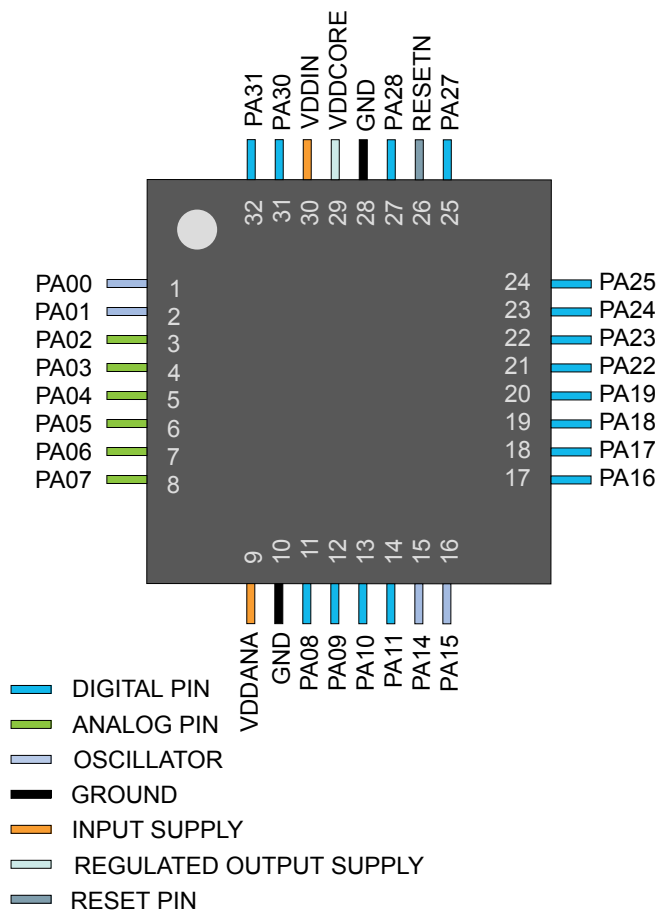 PA31
PA30
VDDIN
VDDCORE
GND
PA28
RESETN
PA27
32
31
30
29
28
27
26
25
PA00
1
24
PA25
PA01
2
23
PA24
PA02
3
22
PA23
PA03
4
21
PA22
PA04
5
20
PA19
PA05
6
19
PA18
PA06
7
18
PA17
PA07
8
17
PA16
9
10
11
12
13
14
15
16
VDDANA
GND
PA08
PA09
PA10
PA11
PA14
PA15
DIGITAL PIN
ANALOG PIN
OSCILLATOR
GROUND
INPUT SUPPLY
REGULATED OUTPUT SUPPLY
RESET PIN